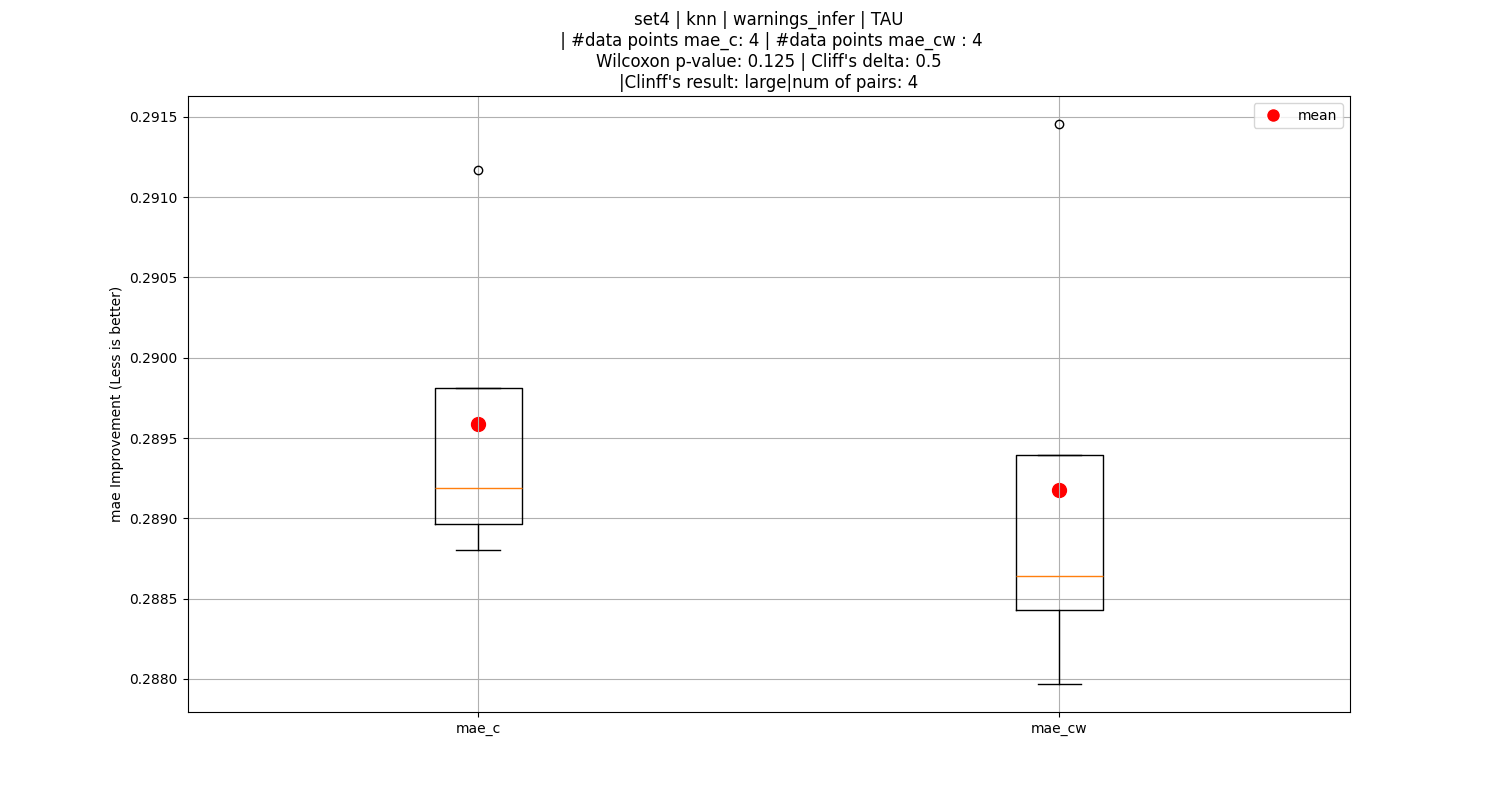 set4 | knn | warnings_infer | TAU
| #data points mae_c: 4 | #data points mae_cw : 4
Wilcoxon p-value: 0.125 | Cliff's delta: 0.5
|Clinff's result: large|num of pairs: 4
mean
0.2915
0.2910
0.2905
0.2900
0.2895
0.2890
0.2885
0.2880
mae Improvement (Less is better)
mae_c
mae_cw